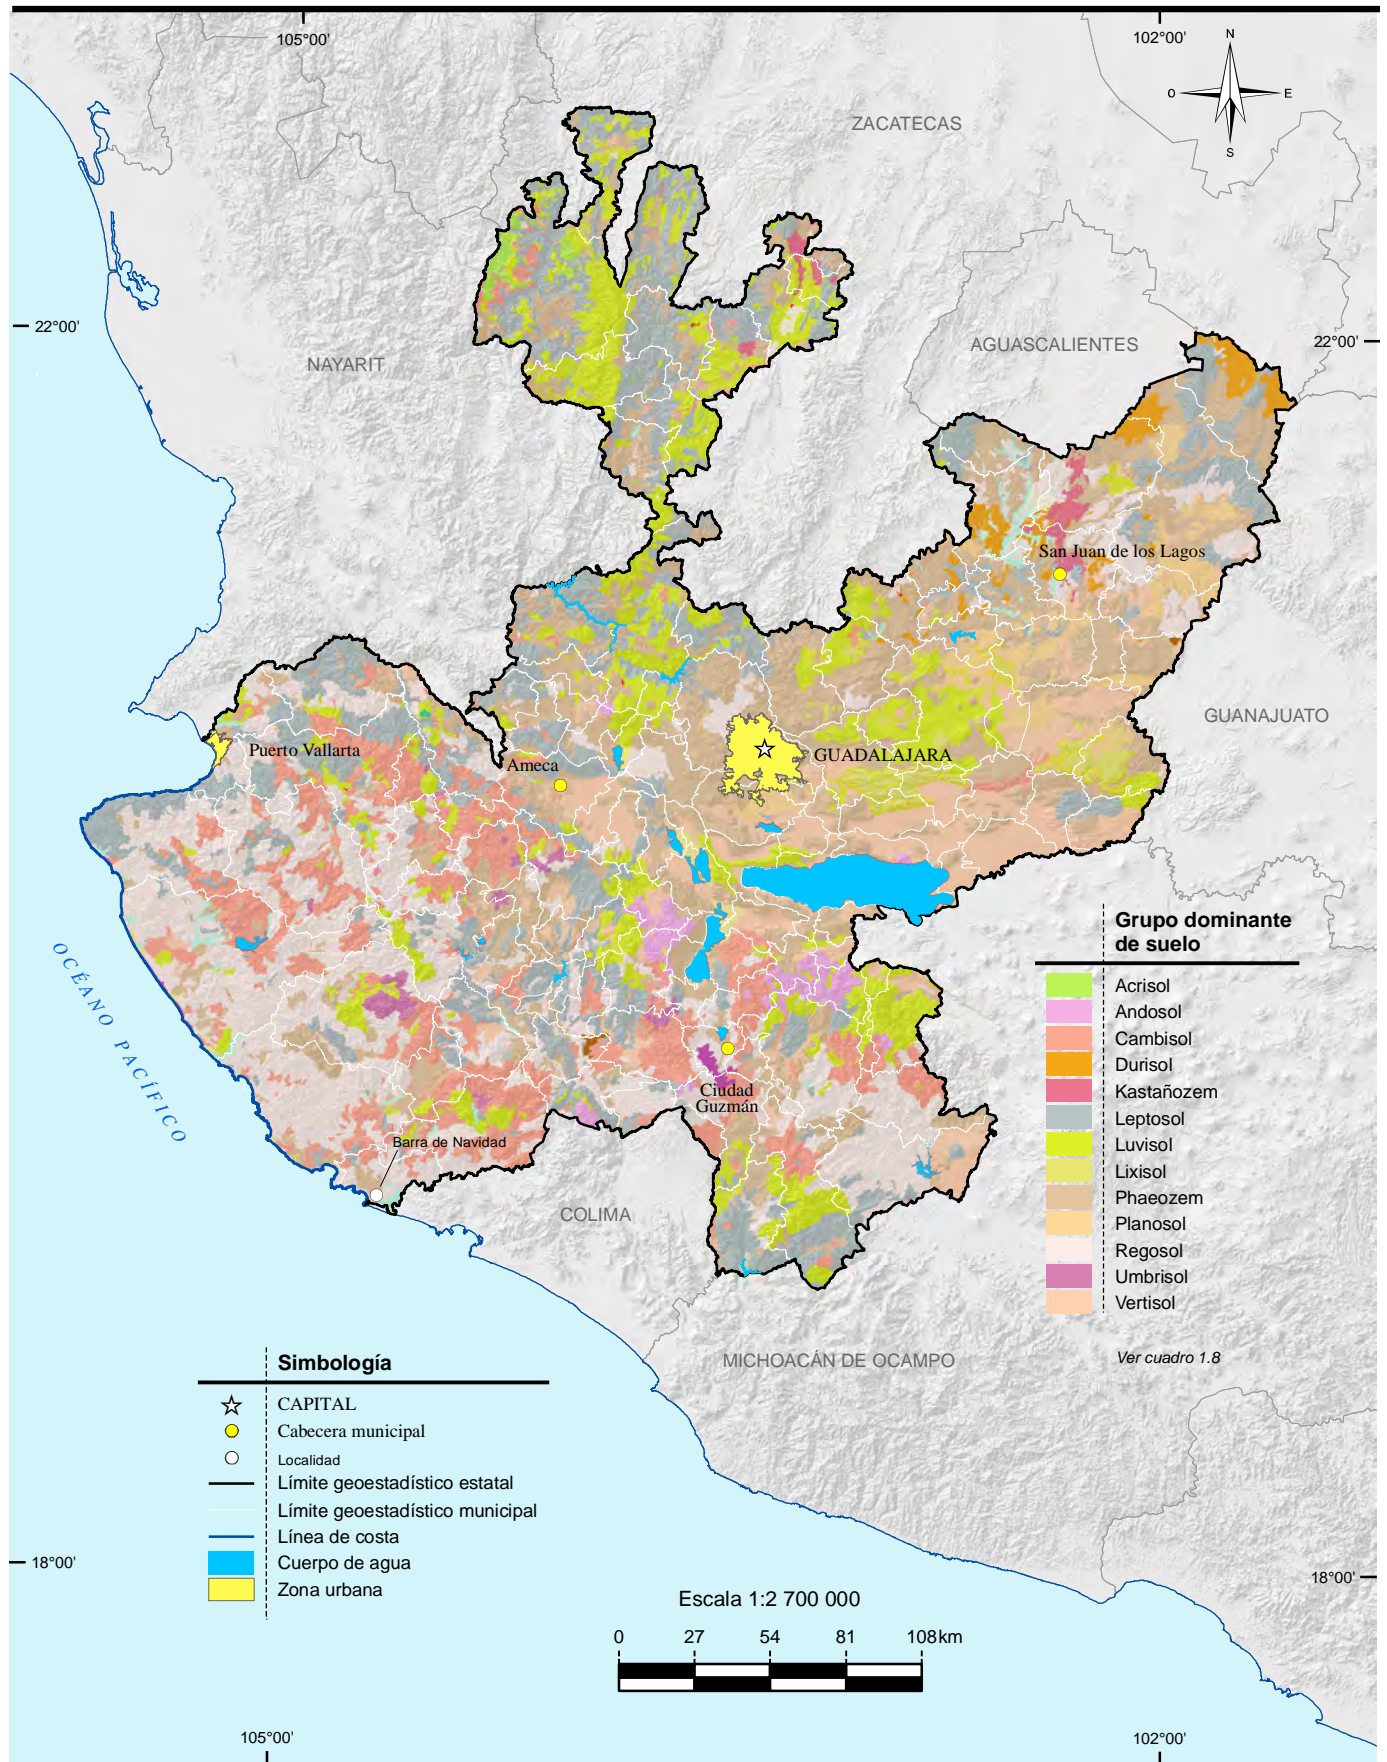 105°00'
102°00'
N
O
E
S
ZACATECAS
22°00'
22°00'
AGUASCALIENTES
NAYARIT
San Juan de los Lagos
GUANAJUATO
Puerto Vallarta
Ameca
GUADALAJARA
OCÉANO PACÍFICO
Ciudad
Guzmán
Barra de Navidad
COLIMA
MICHOACÁN DE OCAMPO
Grupo dominante
de suelo
Acrisol
Andosol
Cambisol
Durisol
Kastañozem
Leptosol
Luvisol
Lixisol
Phaeozem
Planosol
Regosol
Umbrisol
Vertisol
Ver cuadro 1.8
Simbología
CAPITAL
Cabecera municipal
Localidad
Límite geoestadístico estatal
Límite geoestadístico municipal
Línea de costa
Cuerpo de agua
Zona urbana
18°00'
18°00'
Escala 1:2 700 000
0 27 54 81 108km
105°00'
102°00'